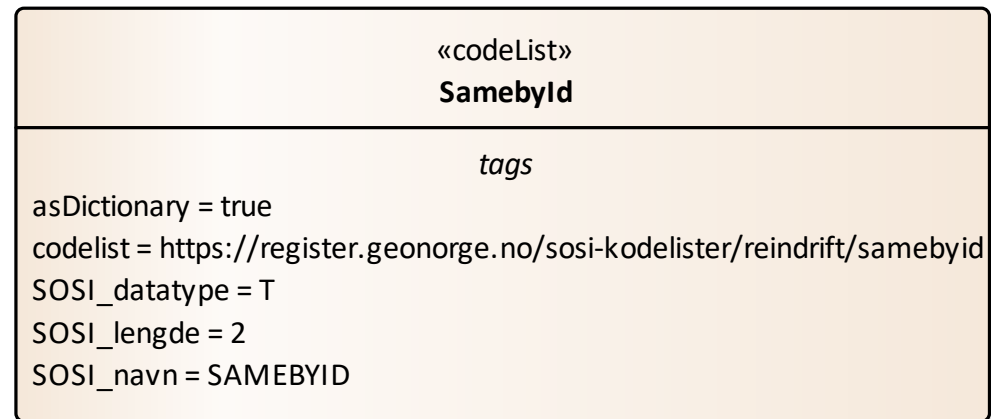 «codeList»
SamebyId
tags
asDictionary = true
codelist = https://register.geonorge.no/sosi-kodelister/reindrift/samebyid
SOSI_datatype = T
SOSI_lengde = 2
SOSI_navn = SAMEBYID